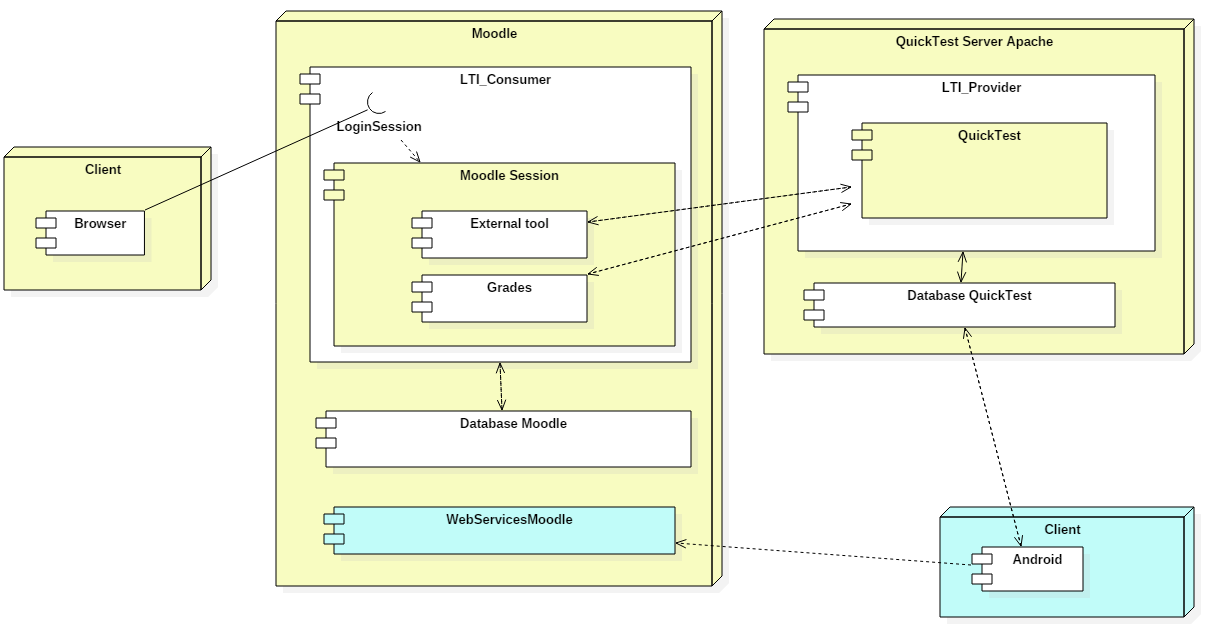 Moodle
QuickTest Server Apache
LTI_Consumer
LTI_Provider
LoginSession
QuickTest
Client
Moodle Session
Browser
External tool
Grades
Database QuickTest
Database Moodle
WebServicesMoodle
Client
Android